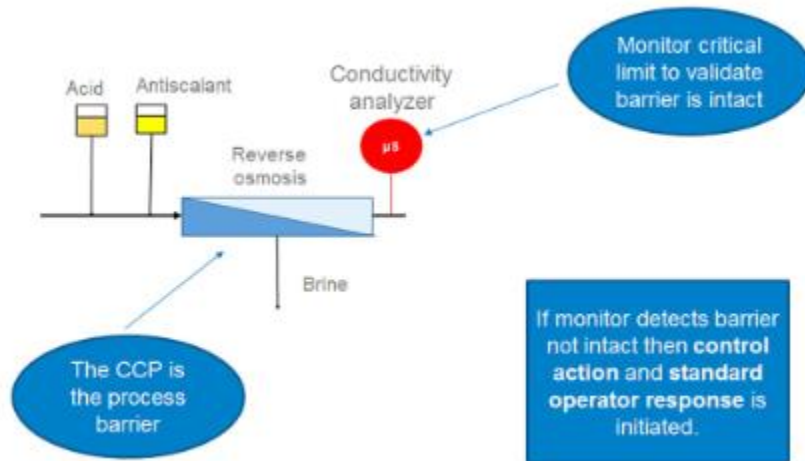 Monitor critical
limit to validate
barrier is intact
Conductivity
analyzer
Acid
Antiscalant
µS
Reverse
osmosis
Brine
The CCP is
the process
barrier
If monitor detects barrier
not intact then control
action and standard
operator response is
initiated.